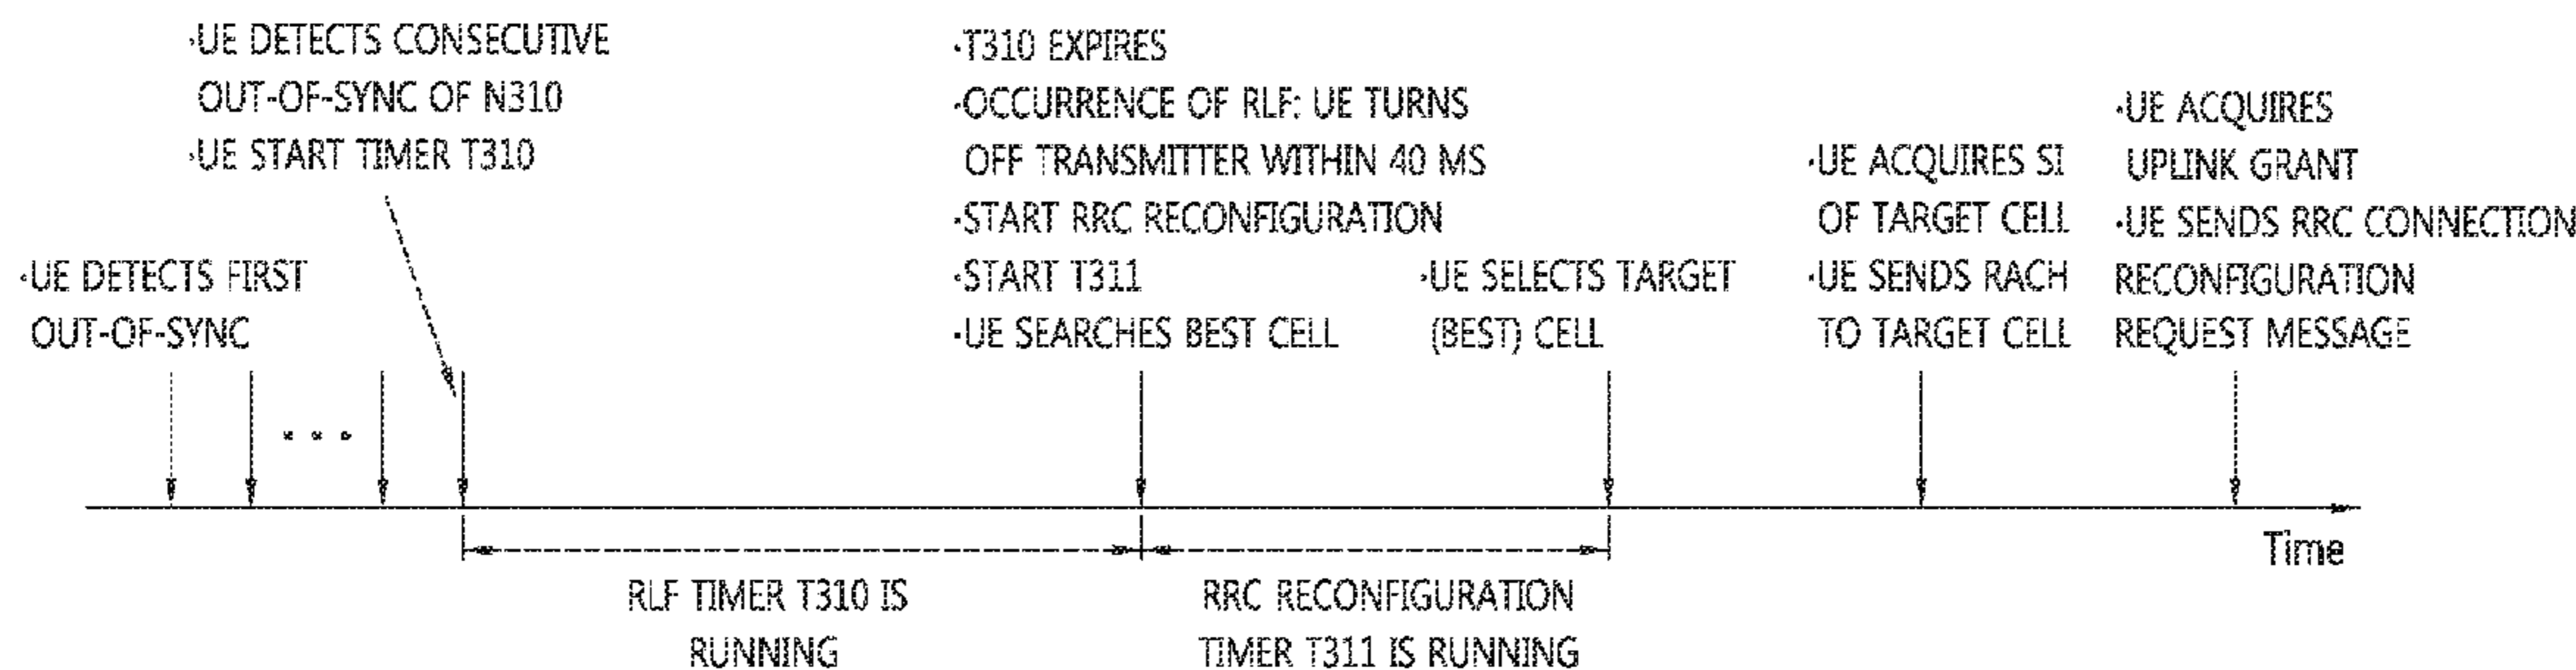 ·UE DETECTS FIRST
OUT-OF-SYNC
·UE DETECTS CONSECUTIVE
OUT-OF-SYNC OF N310
·UE START TIMER T310
·T310 EXPIRES
·OCCURRENCE OF RLF: UE TURNS
OFF TRANSMITTER WITHIN 40 MS
·START RRC RECONFIGURATION
·START T311
·UE SEARCHES BEST CELL
·UE SELECTS TARGET
(BEST) CELL
·UE ACQUIRES SI
OF TARGET CELL
·UE SENDS RACH
TO TARGET CELL
·UE ACQUIRES
UPLINK GRANT
·UE SENDS RRC CONNECTION
RECONFIGURATION
REQUEST MESSAGE
Time
RLF TIMER T310 IS
RUNNING
RRC RECONFIGURATION
TIMER T311 IS RUNNING